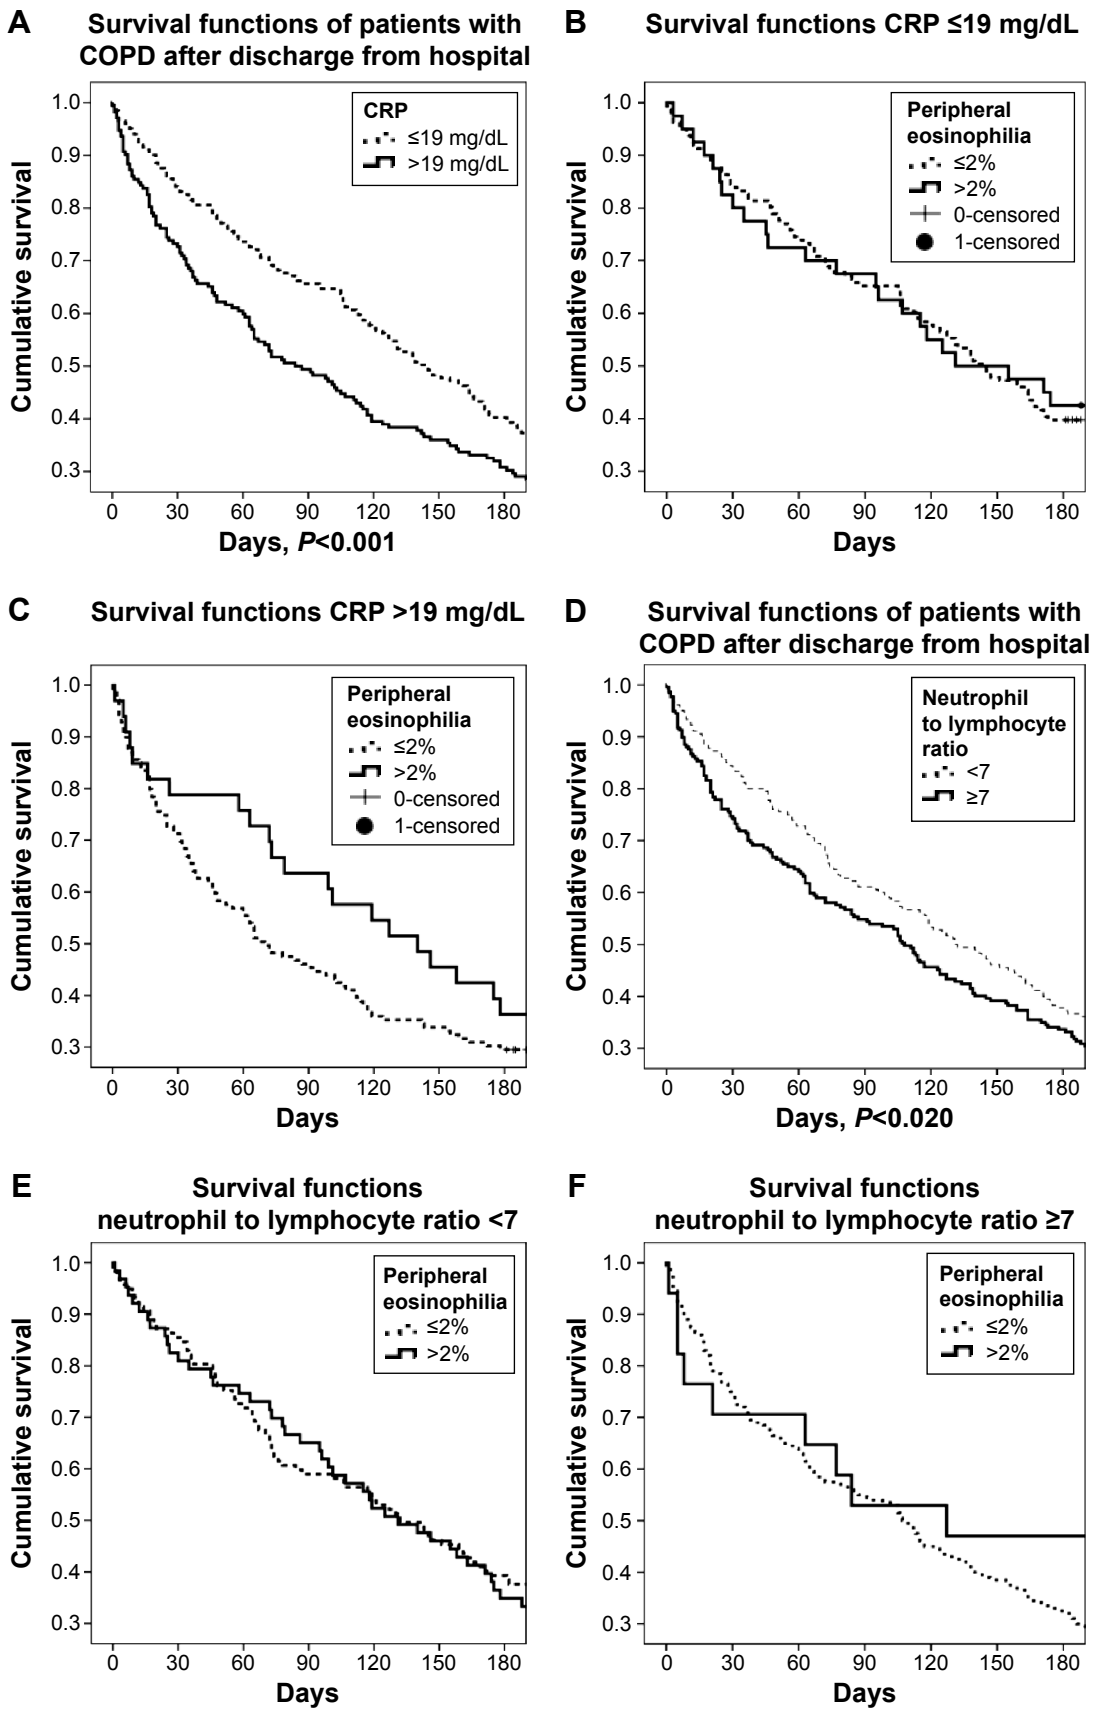 A
Survival functions of patients with
COPD after discharge from hospital
Cumulative survival
1.0
0.9
0.8
0.7
0.6
0.5
0.4
0.3
CRP
≤19 mg/dL
>19 mg/dL
0 30 60 90 120 150 180
Days, P<0.001
B
Survival functions CRP ≤19 mg/dL
Cumulative survival
1.0
0.9
0.8
0.7
0.6
0.5
0.4
0.3
Peripheral
eosinophilia
≤2%
>2%
0-censored
1-censored
0 30 60 90 120 150 180
Days
C
Survival functions CRP >19 mg/dL
Cumulative survival
1.0
0.9
0.8
0.7
0.6
0.5
0.4
0.3
Peripheral
eosinophilia
≤2%
>2%
0-censored
1-censored
0 30 60 90 120 150 180
Days
D
Survival functions of patients with
COPD after discharge from hospital
Cumulative survival
1.0
0.9
0.8
0.7
0.6
0.5
0.4
0.3
Neutrophil
to lymphocyte
ratio
<7
≥7
0 30 60 90 120 150 180
Days, P<0.020
E
Survival functions
neutrophil to lymphocyte ratio <7
Cumulative survival
1.0
0.9
0.8
0.7
0.6
0.5
0.4
0.3
Peripheral
eosinophilia
≤2%
>2%
0 30 60 90 120 150 180
Days
F
Survival functions
neutrophil to lymphocyte ratio ≥7
Cumulative survival
1.0
0.9
0.8
0.7
0.6
0.5
0.4
0.3
Peripheral
eosinophilia
≤2%
>2%
0 30 60 90 120 150 180
Days